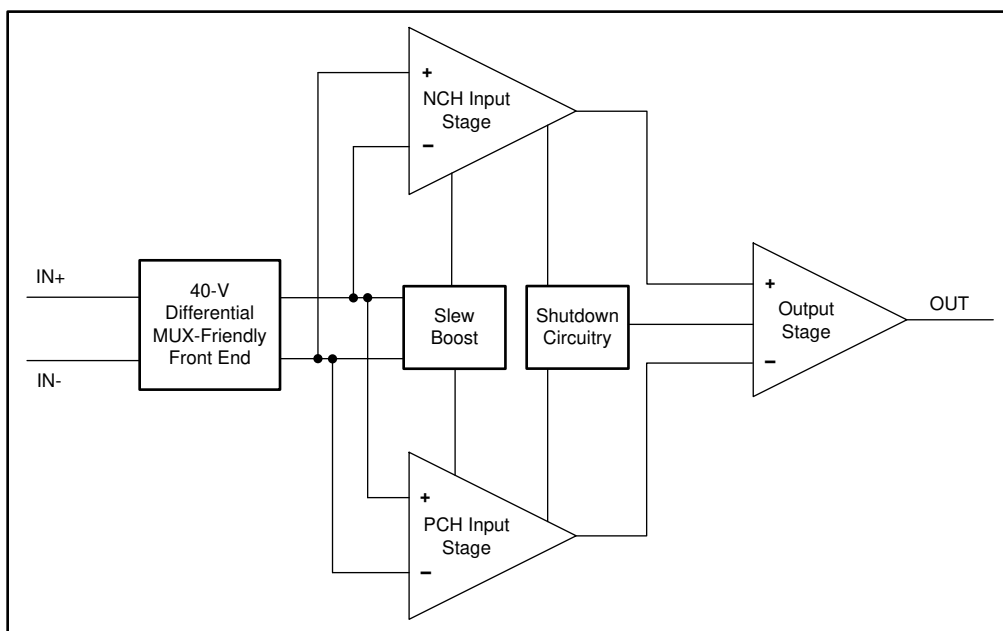 +
NCH Input
Stage
−
IN+
IN-
40-V
Differential
MUX-Friendly
Front End
Slew
Boost
Shutdown
Circuitry
+
Output
Stage
−
OUT
+
PCH Input
Stage
−